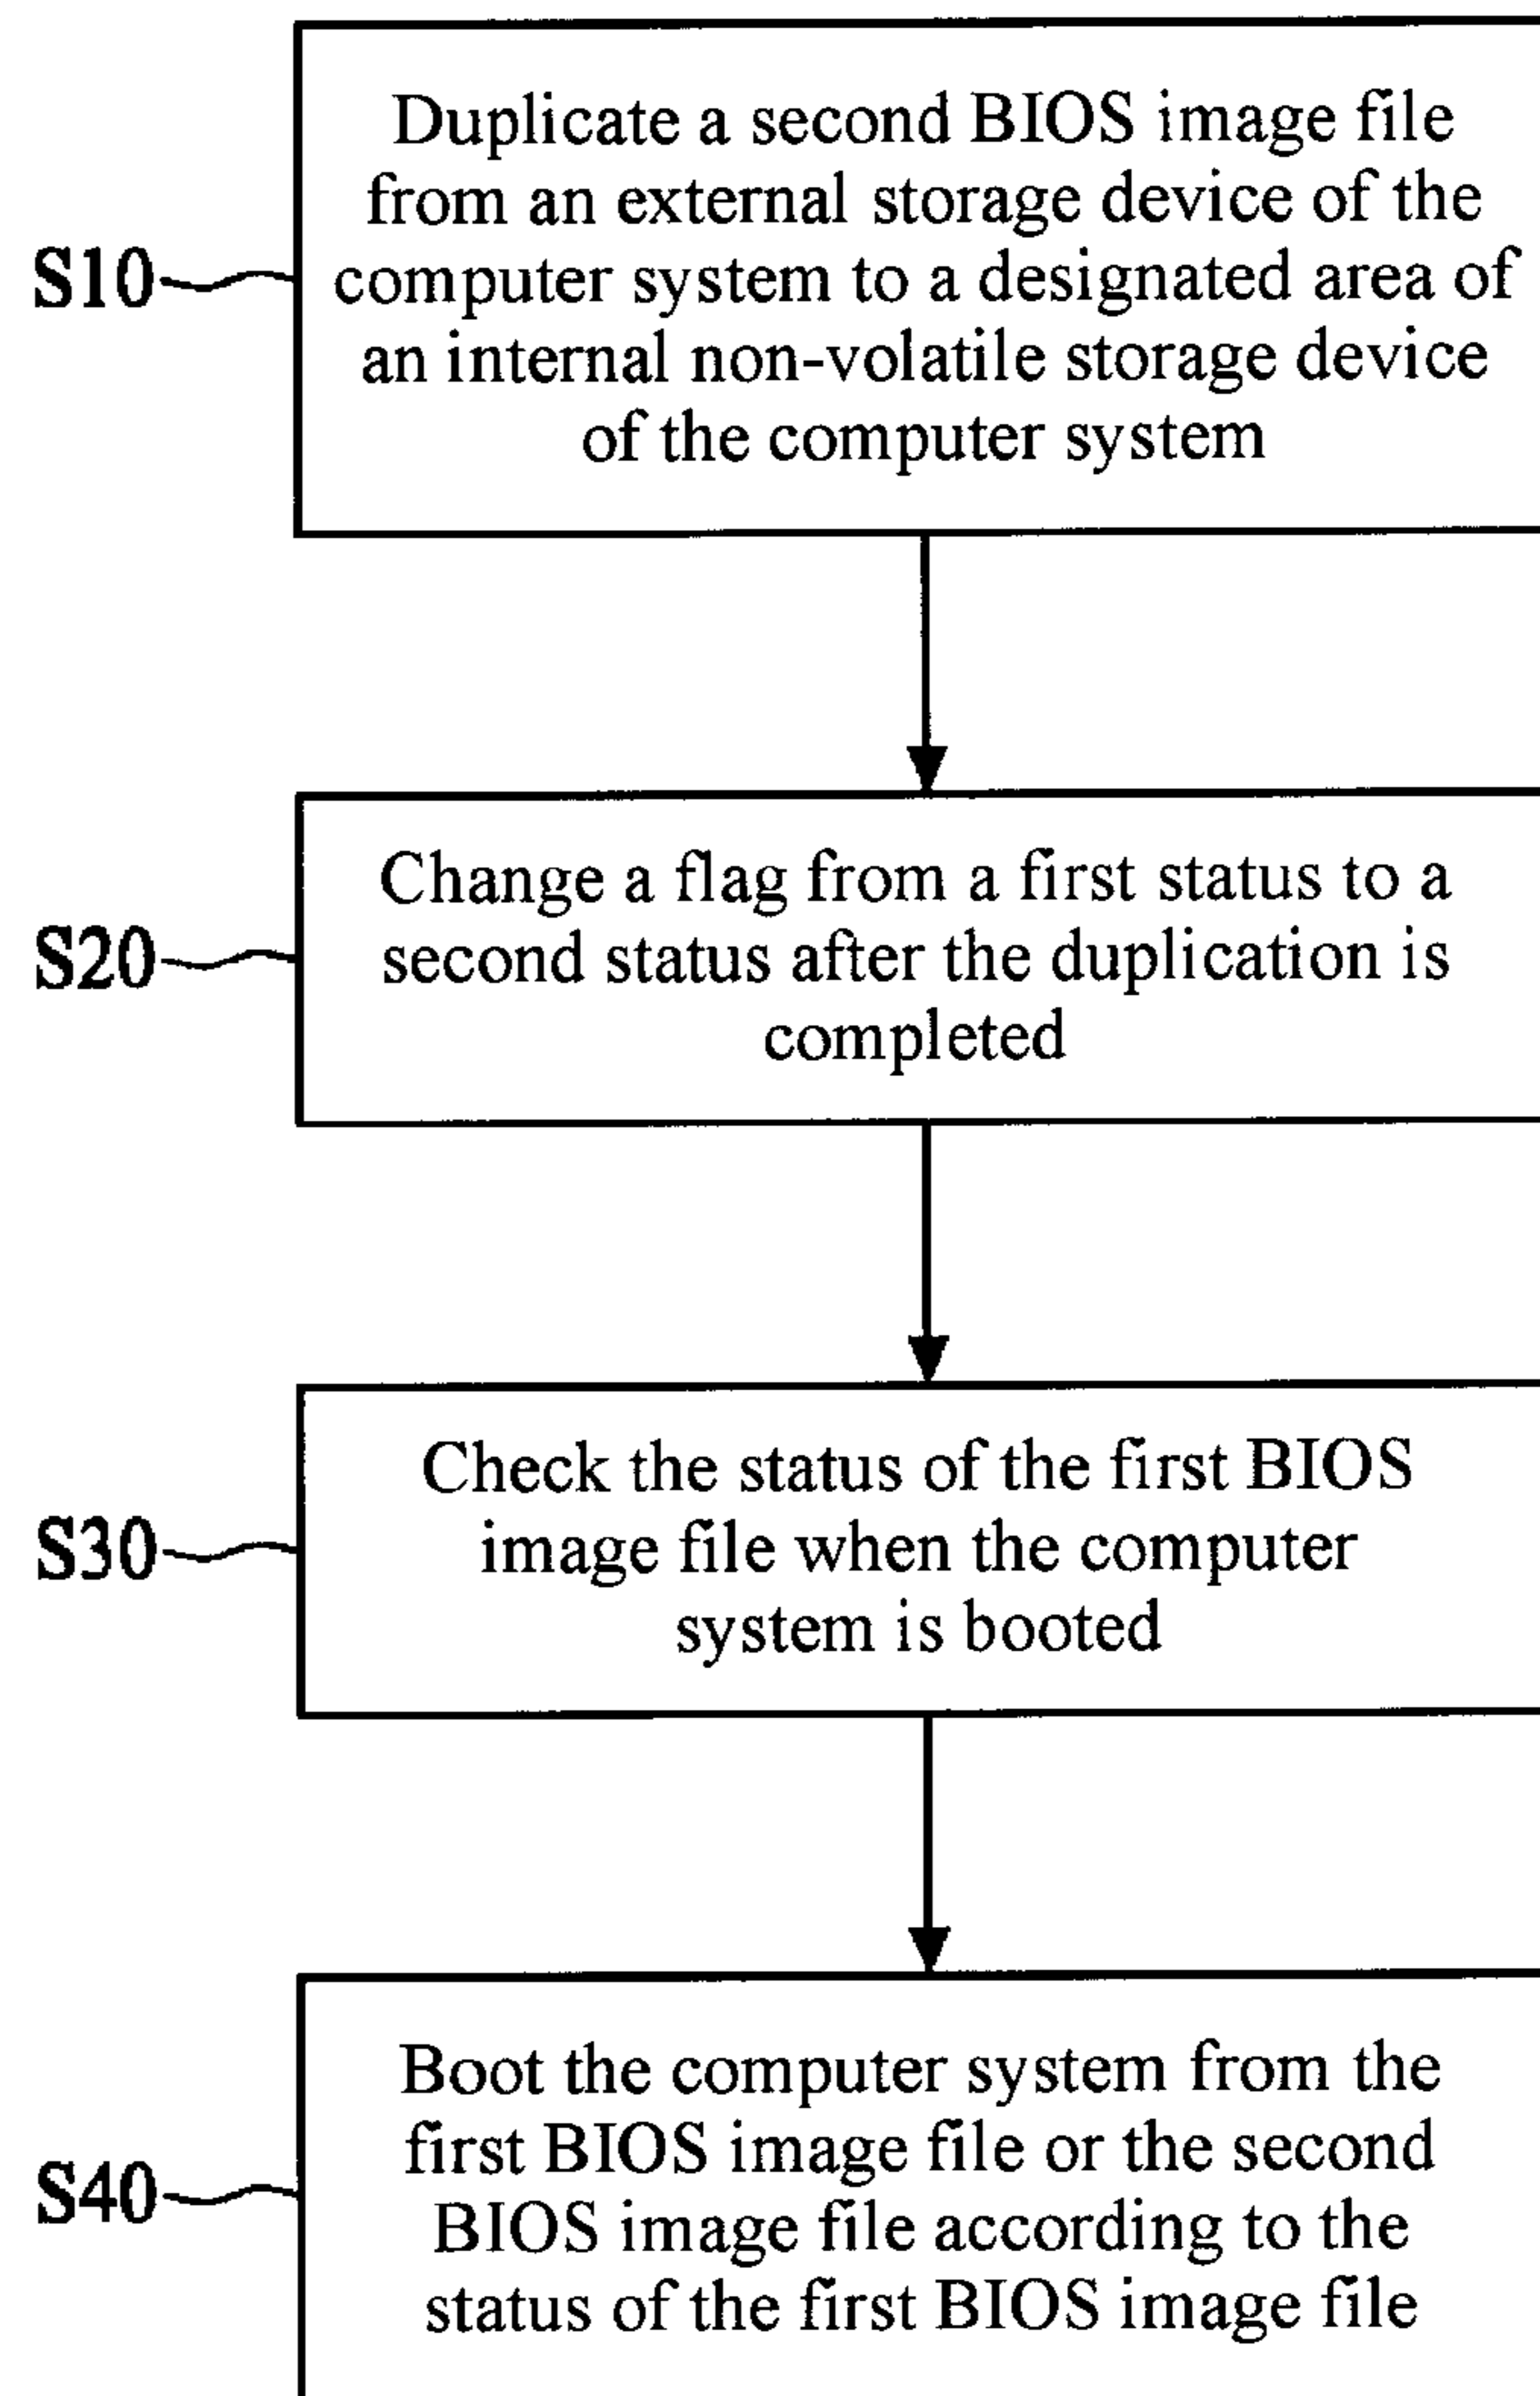 Duplicate a second BIOS image file
from an external storage device of the
S10
computer system to a designated area of
an internal non-volatile storage device
of the computer system
Change a flag from a first status to a
S20
second status after the duplication is
completed
Check the status of the first BIOS
S30
image file when the computer
system is booted
Boot the computer system from the
first BIOS image file or the second
S40
BIOS image file according to the
status of the first BIOS image file